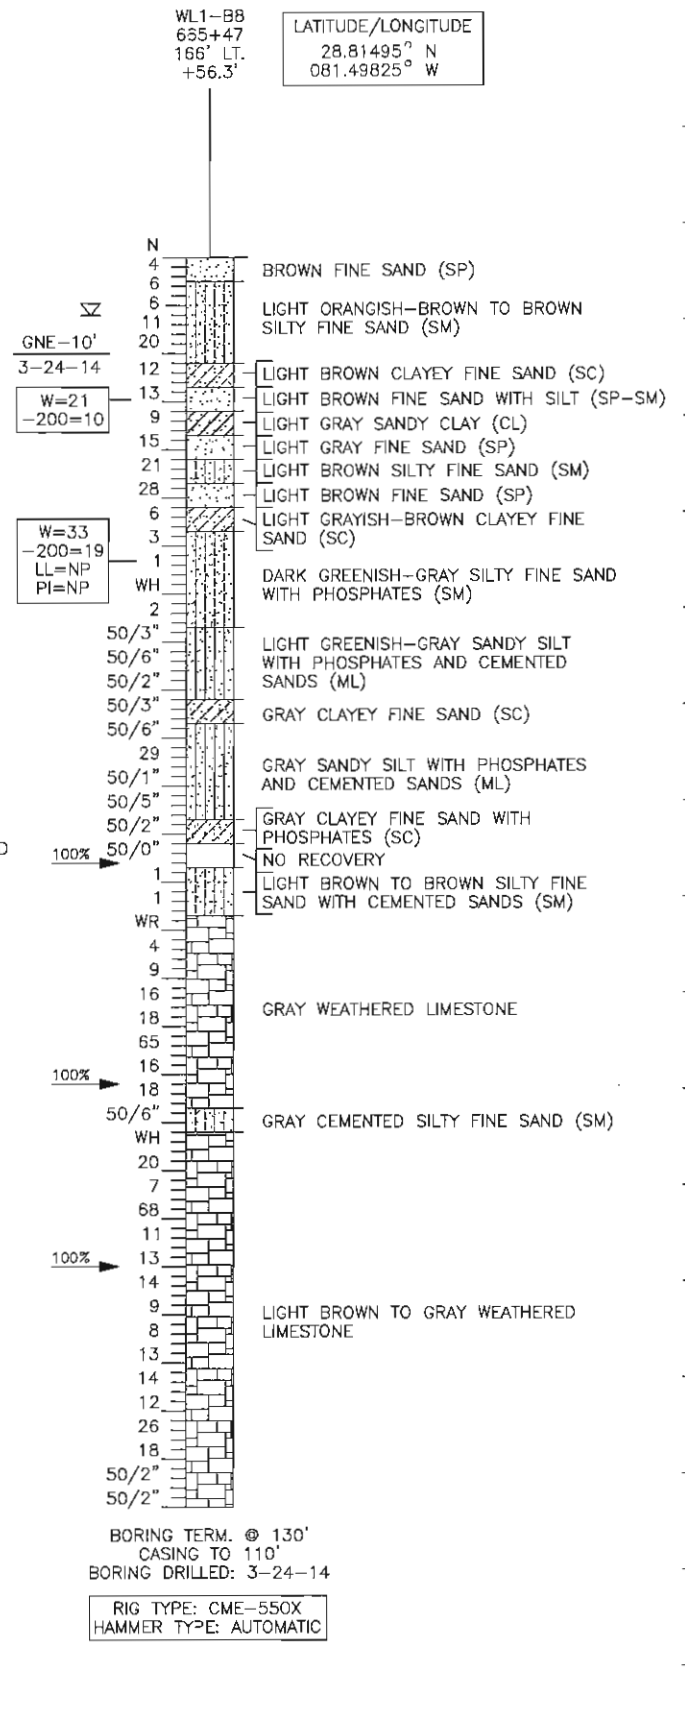 WL1-B8
665+47
166' LT.
+56.3'
LATITUDE/LONGITUDE
28.81495° N
081.49825° W
N
4
6
6
11
20
12
13
9
15
21
28
6
3
1
WH
2
50/3"
50/6"
50/2"
50/3"
50/6"
29
50/1"
50/5"
50/2"
50/0"
1
1
WR
4
9
16
18
65
16
18
50/6"
WH
20
7
68
11
13
14
9
8
13
14
12
26
18
50/2"
50/2"
GNE-10'
3-24-14
W=21
-200=10
W=33
-200=19
LL=NP
PI=NP
D
100%
100%
100%
BROWN FINE SAND (SP)
LIGHT ORANGISH-BROWN TO BROWN
SILTY FINE SAND (SM)
LIGHT BROWN CLAYEY FINE SAND (SC)
LIGHT BROWN FINE SAND WITH SILT (SP-SM)
LIGHT GRAY SANDY CLAY (CL)
LIGHT GRAY FINE SAND (SP)
LIGHT BROWN SILTY FINE SAND (SM)
LIGHT BROWN FINE SAND (SP)
LIGHT GRAYISH-BROWN CLAYEY FINE
SAND (SC)
DARK GREENISH-GRAY SILTY FINE SAND
WITH PHOSPHATES (SM)
LIGHT GREENISH-GRAY SANDY SILT
WITH PHOSPHATES AND CEMENTED
SANDS (ML)
GRAY CLAYEY FINE SAND (SC)
GRAY SANDY SILT WITH PHOSPHATES
AND CEMENTED SANDS (ML)
GRAY CLAYEY FINE SAND WITH
PHOSPHATES (SC)
NO RECOVERY
LIGHT BROWN TO BROWN SILTY FINE
SAND WITH CEMENTED SANDS (SM)
GRAY WEATHERED LIMESTONE
GRAY CEMENTED SILTY FINE SAND (SM)
LIGHT BROWN TO GRAY WEATHERED
LIMESTONE
BORING TERM. @ 130'
CASING TO 110'
BORING DRILLED: 3-24-14
RIG TYPE: CME-550X
HAMMER TYPE: AUTOMATIC